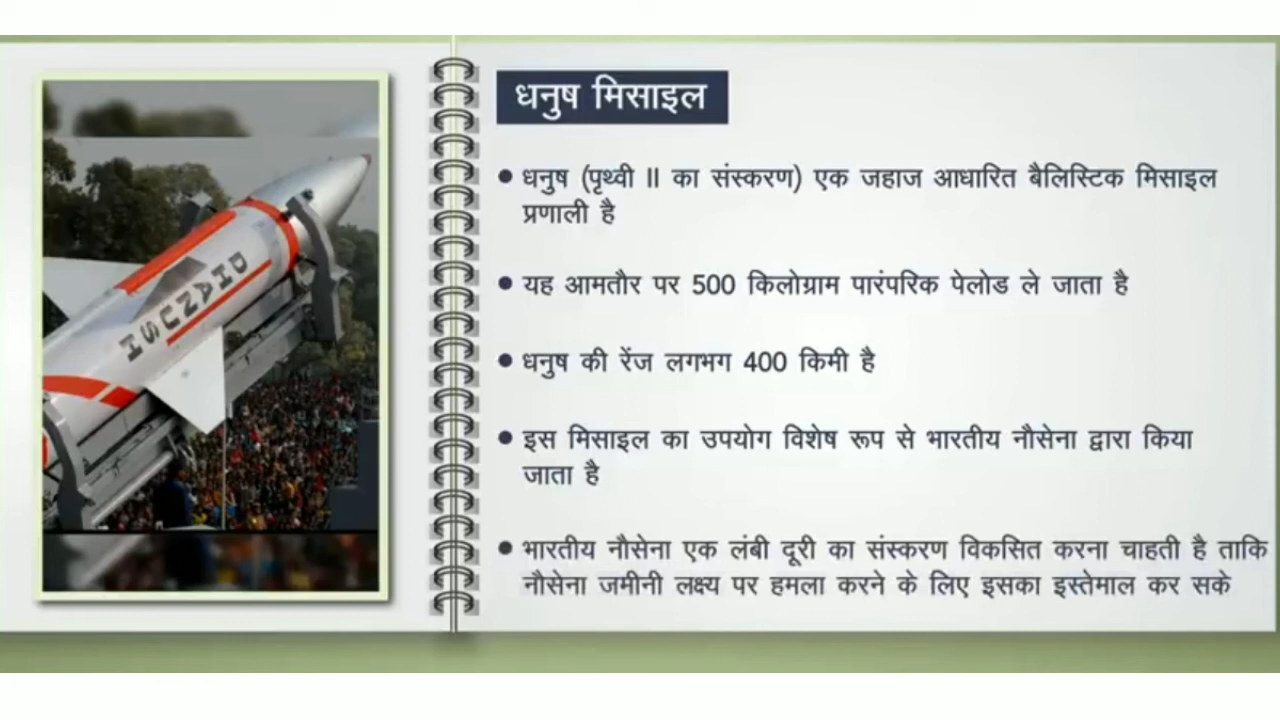 DHANUSH
धनुष मिसाइल
• धनुष (पृथ्वी II का संस्करण) एक जहाज आधारित बैलिस्टिक मिसाइल
प्रणाली है
• यह आमतौर पर 500 किलोग्राम पारंपरिक पेलोड ले जाता है
• धनुष की रेंज लगभग 400 किमी है
• इस मिसाइल का उपयोग विशेष रूप से भारतीय नौसेना द्वारा किया
जाता है
• भारतीय नौसेना एक लंबी दूरी का संस्करण विकसित करना चाहती है ताकि
नौसेना जमीनी लक्ष्य पर हमला करने के लिए इसका इस्तेमाल कर सके